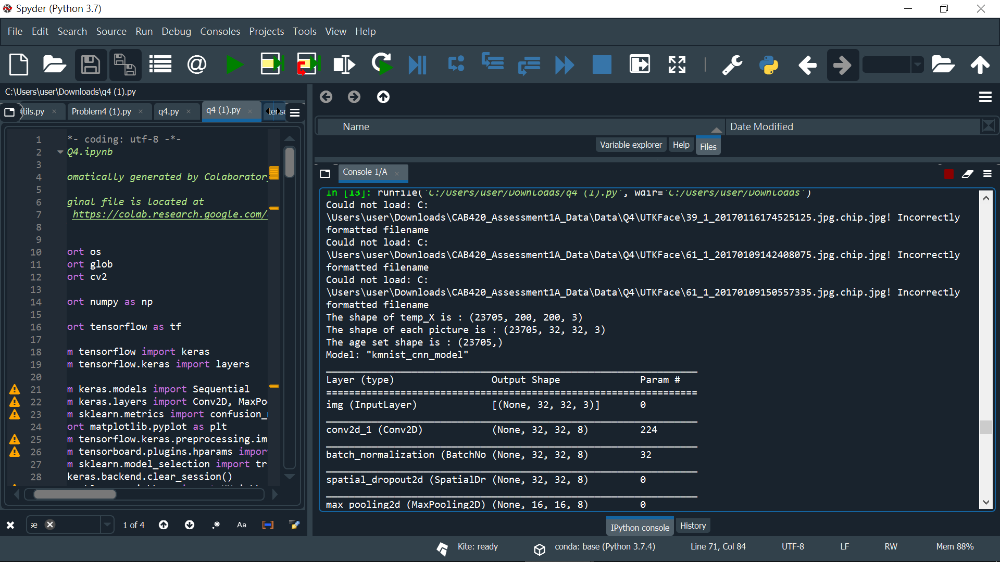 Spyder (Python 3.7)
File Edit Search Source Run Debug Consoles Projects Tools View Help
C:\Users\user\Downloads\q4 (1).py
tils.py Problem4 (1).py q4.py q4 (1).py tenso
1 *- coding: utf-8 -*-
2 Q4.ipynb
3
4 omatically generated by Colaborator
5
6 ginal file is located at
7 https://colab.research.google.com/
8
9
10 ort os
11 ort glob
12 ort cv2
13
14 ort numpy as np
15
16 ort tensorflow as tf
17
18 m tensorflow import keras
19 m tensorflow.keras import layers
20
21 m keras.models import Sequential
22 m keras.layers import Conv2D, MaxPo
23 m sklearn.metrics import confusion_
24 ort matplotlib.pyplot as plt
25 m tensorflow.keras.preprocessing.im
26 m tensorboard.plugins.hparams impor
27 m sklearn.model_selection import tr
28 keras.backend.clear_session()
se 1 of 4 .* Aa
Name Date Modified
Variable explorer Help Files
Console 1/A
In [13]: runfile('C:/Users/user/Downloads/q4 (1).py', wdir='C:/Users/user/Downloads')
Could not load: C:
\Users\user\Downloads\CAB420_Assessment1A_Data\Data\Q4\UTKFace\39_1_20170116174525125.jpg.chip.jpg! Incorrectly
formatted filename
Could not load: C:
\Users\user\Downloads\CAB420_Assessment1A_Data\Data\Q4\UTKFace\61_1_20170109142408075.jpg.chip.jpg! Incorrectly
formatted filename
Could not load: C:
\Users\user\Downloads\CAB420_Assessment1A_Data\Data\Q4\UTKFace\61_1_20170109150557335.jpg.chip.jpg! Incorrectly
formatted filename
The shape of temp_X is : (23705, 200, 200, 3)
The shape of each picture is : (23705, 32, 32, 3)
The age set shape is : (23705,)
Model: "kmnist_cnn_model"
Layer (type) Output Shape Param #
img (InputLayer) [(None, 32, 32, 3)] 0
conv2d_1 (Conv2D) (None, 32, 32, 8) 224
batch_normalization (BatchNo (None, 32, 32, 8) 32
spatial_dropout2d (SpatialDr (None, 32, 32, 8) 0
max_pooling2d (MaxPooling2D) (None, 16, 16, 8) 0
IPython console History
Kite: ready conda: base (Python 3.7.4) Line 71, Col 84 UTF-8 LF RW Mem 88%